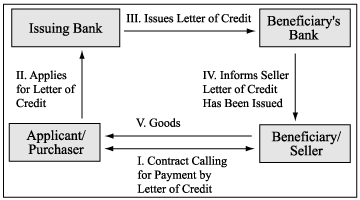 Issuing Bank
III. Issues Letter of Credit
Beneficiary's
Bank
II. Applies
for Letter of
Credit
IV. Informs Seller
Letter of Credit
Has Been Issued
Applicant/
Purchaser
V. Goods
Beneficiary/
Seller
I. Contract Calling
for Payment by
Letter of Credit